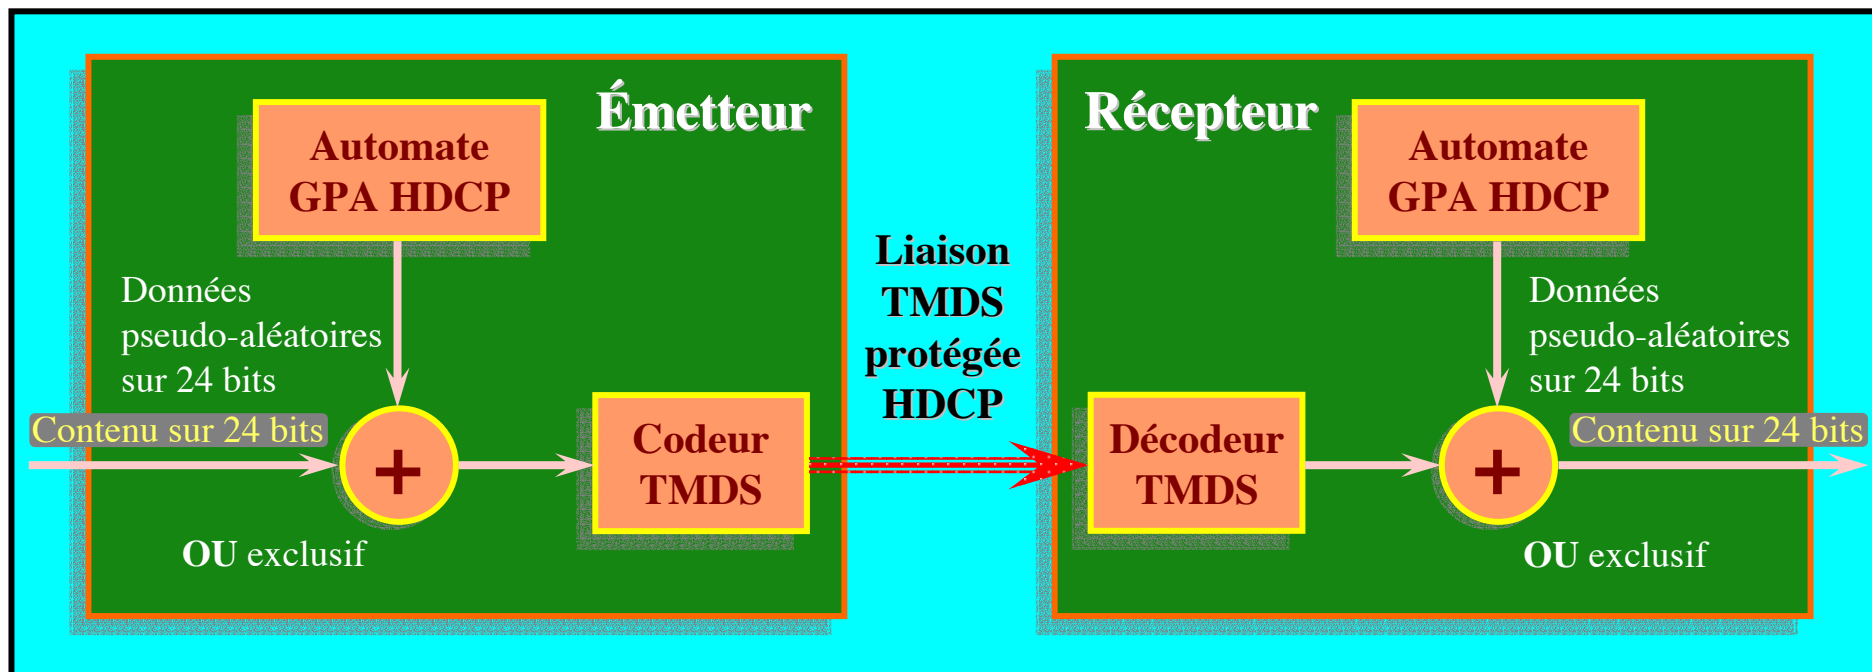 Émetteur
Automate
GPA HDCP
Données
pseudo-aléatoires
sur 24 bits
Contenu sur 24 bits
+
OU exclusif
Codeur
TMDS
Liaison
TMDS
protégée
HDCP
Récepteur
Automate
GPA HDCP
Données
pseudo-aléatoires
sur 24 bits
Contenu sur 24 bits
Décodeur
TMDS
+
OU exclusif